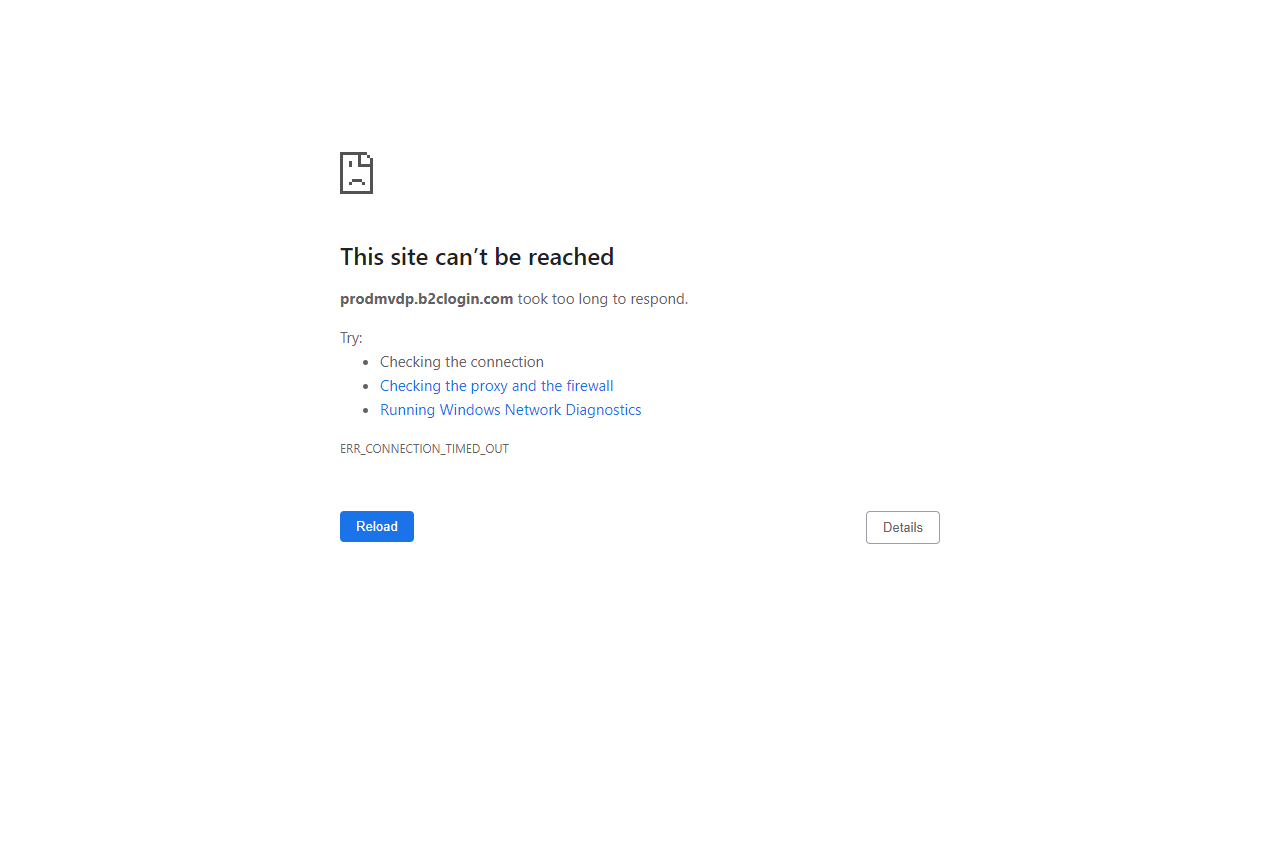 This site can’t be reached
prodmvdp.b2clogin.com took too long to respond.
Try:
Checking the connection
Checking the proxy and the firewall
Running Windows Network Diagnostics
ERR_CONNECTION_TIMED_OUT
Reload
Details